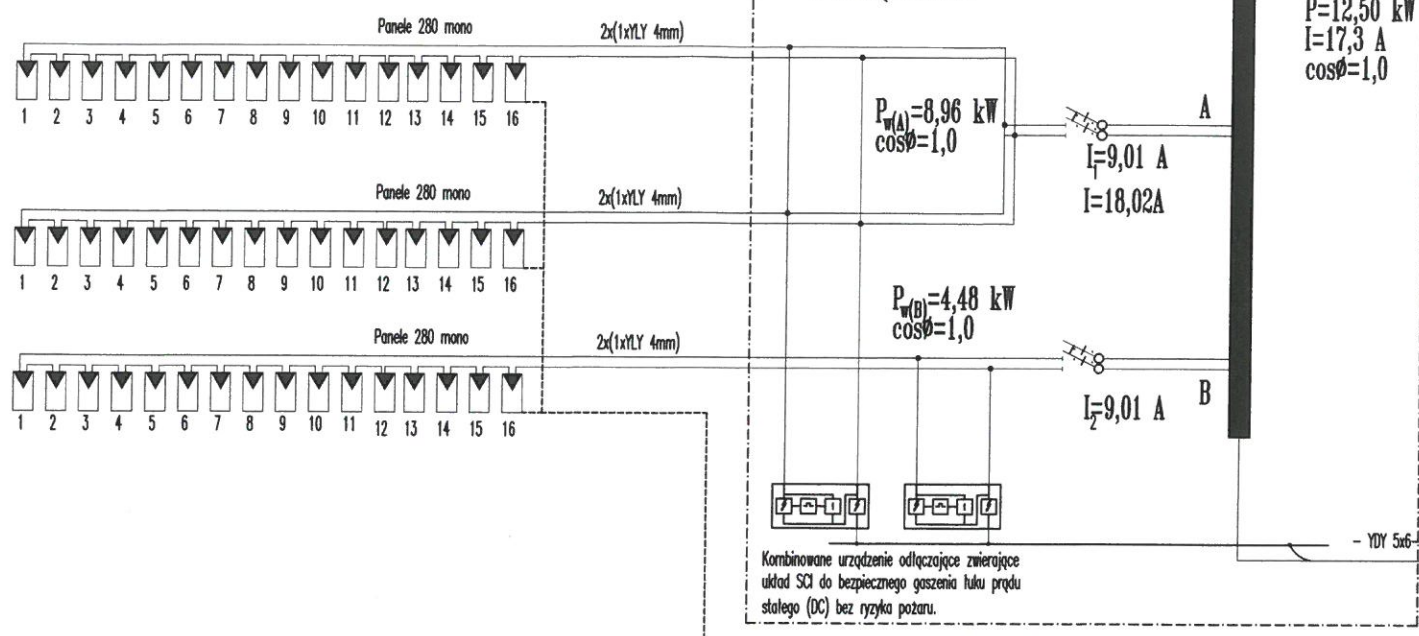 P=12,50 kW
I=17,3 A
cosø=1,0
Panele 280 mono
2x(1xYLY 4mm)
1 2 3 4 5 6 7 8 9 10 11 12 13 14 15 16
Pw(A)=8,96 kW
cosø=1,0
A
I1=9,01 A
I=18,02A
Panele 280 mono
2x(1xYLY 4mm)
1 2 3 4 5 6 7 8 9 10 11 12 13 14 15 16
Pw(B)=4,48 kW
cosø=1,0
Panele 280 mono
2x(1xYLY 4mm)
1 2 3 4 5 6 7 8 9 10 11 12 13 14 15 16
I2=9,01 A
B
Kombinowane urządzenie odłączające zwierające
układ SCI do bezpiecznego gaszenia łuku prądu
stałego (DC) bez ryzyka pożaru.
- YDY 5x6-